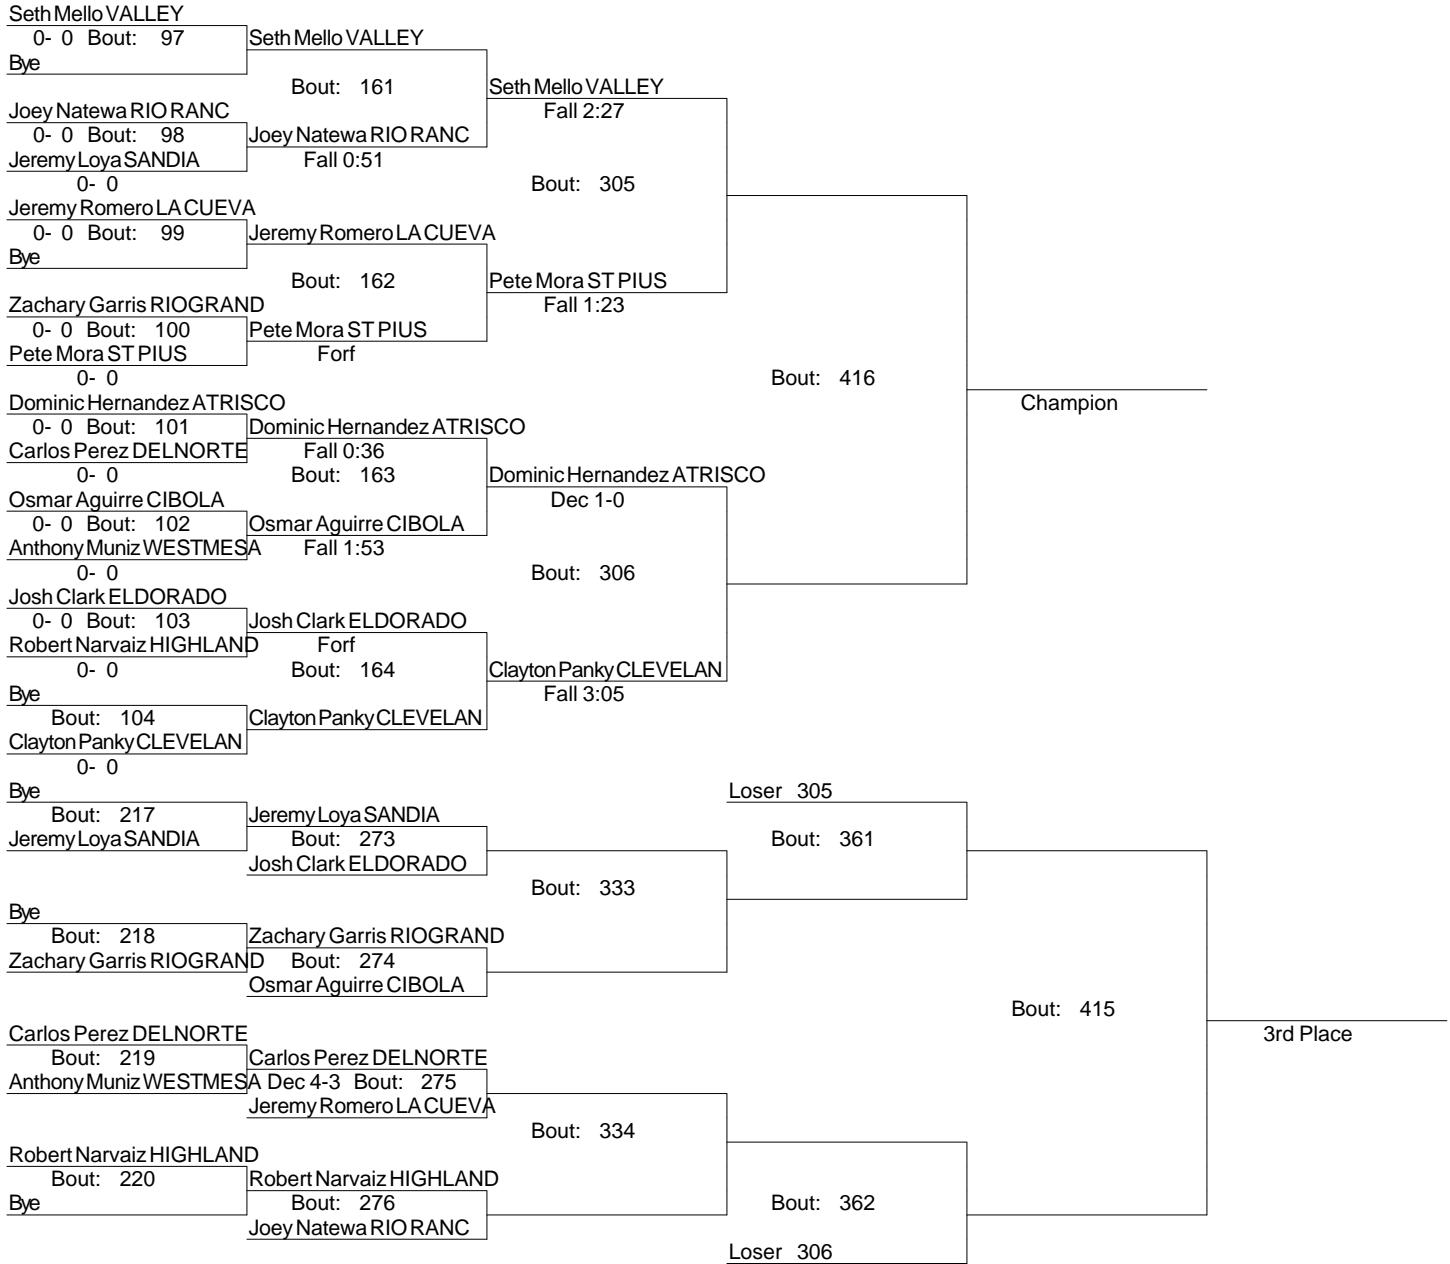 Seth Mello VALLEY
0- 0 Bout: 97 Seth Mello VALLEY
Bye
Bout: 161 Seth Mello VALLEY
Joey Natewa RIO RANC Fall 2:27
0- 0 Bout: 98 Joey Natewa RIO RANC
Jeremy Loya SANDIA Fall 0:51
0- 0 Bout: 305
Jeremy Romero LA CUEVA
0- 0 Bout: 99 Jeremy Romero LA CUEVA
Bye
Bout: 162 Pete Mora ST PIUS
Zachary Garris RIOGRAND Fall 1:23
0- 0 Bout: 100 Pete Mora ST PIUS
Pete Mora ST PIUS Forf
0- 0 Bout: 416
Dominic Hernandez ATRISCO Champion
0- 0 Bout: 101 Dominic Hernandez ATRISCO
Carlos Perez DELNORTE Fall 0:36
0- 0 Bout: 163 Dominic Hernandez ATRISCO
Osmar Aguirre CIBOLA Dec 1-0
0- 0 Bout: 102 Osmar Aguirre CIBOLA
Anthony Muniz WESTMESA Fall 1:53
0- 0 Bout: 306
Josh Clark ELDORADO
0- 0 Bout: 103 Josh Clark ELDORADO
Robert Narvaiz HIGHLAND Forf
0- 0 Bout: 164 Clayton Panky CLEVELAN
Bye Fall 3:05
Bout: 104 Clayton Panky CLEVELAN
Clayton Panky CLEVELAN
0- 0
Bye Loser 305
Bout: 217 Jeremy Loya SANDIA
Jeremy Loya SANDIA Bout: 273 Bout: 361
Josh Clark ELDORADO
Bout: 333
Bye
Bout: 218 Zachary Garris RIOGRAND
Zachary Garris RIOGRAND Bout: 274
Osmar Aguirre CIBOLA
Bout: 415
Carlos Perez DELNORTE 3rd Place
Bout: 219 Carlos Perez DELNORTE
Anthony Muniz WESTMESA Dec 4-3 Bout: 275
Jeremy Romero LA CUEVA
Bout: 334
Robert Narvaiz HIGHLAND
Bout: 220 Robert Narvaiz HIGHLAND
Bye Bout: 276 Bout: 362
Joey Natewa RIO RANC
Loser 306